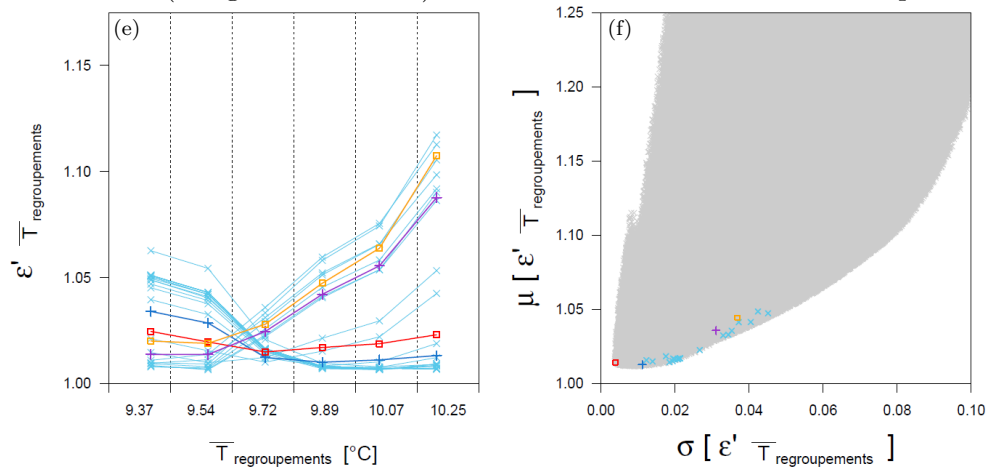 (e)
1.15
1.10
1.05
1.00
ε' T̅ regroupements
9.37 9.54 9.72 9.89 10.07 10.25
T̅ regroupements [°C]
(f)
1.25
1.20
1.15
1.10
1.05
1.00
μ [ ε' T̅ regroupements ]
0.00 0.02 0.04 0.06 0.08 0.10
σ [ ε' T̅ regroupements ]